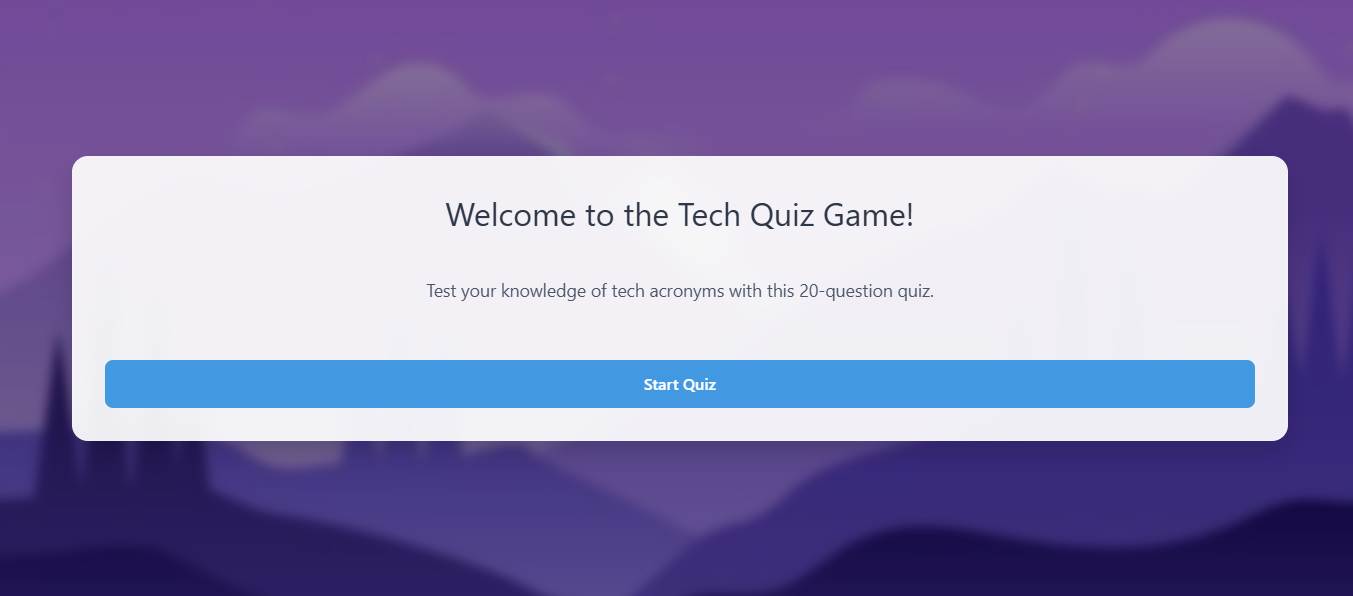 Welcome to the Tech Quiz Game!
Test your knowledge of tech acronyms with this 20-question quiz.
Start Quiz